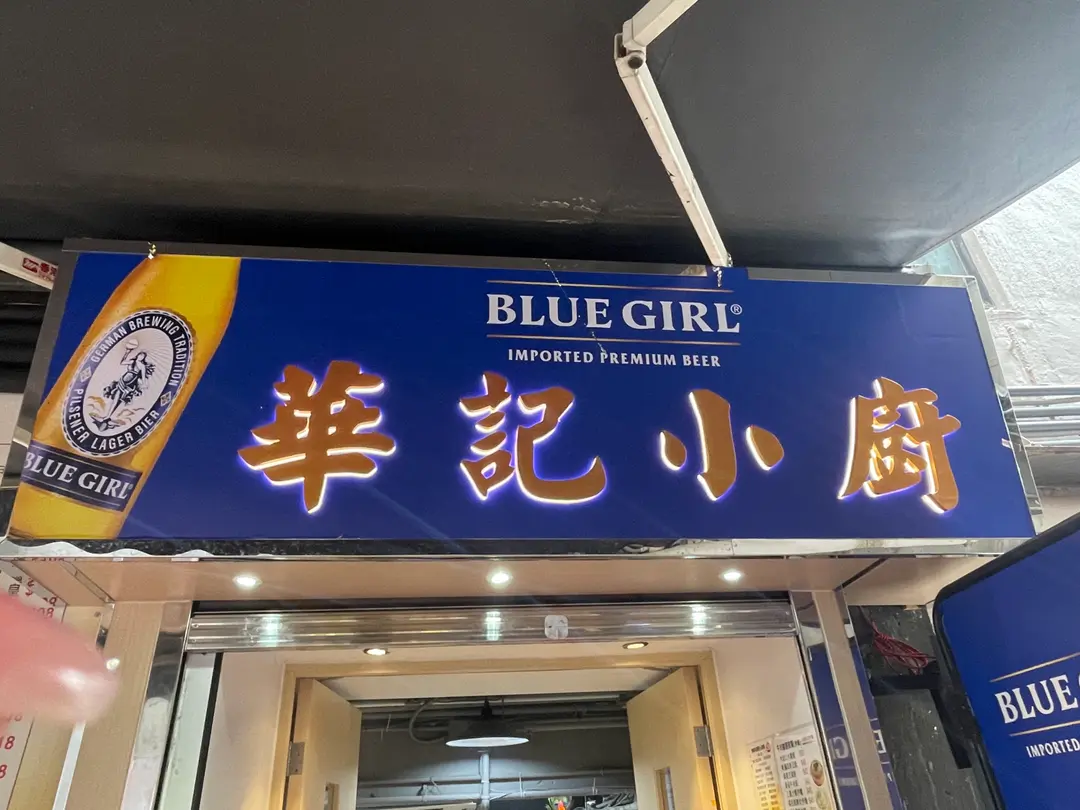 BLUE GIRL®
IMPORTED PREMIUM BEER
華記小廚
GERMAN BREWING TRADITION
PILSENER LAGER BIER
BLUE GIRL
BLUE G
IMPORTED